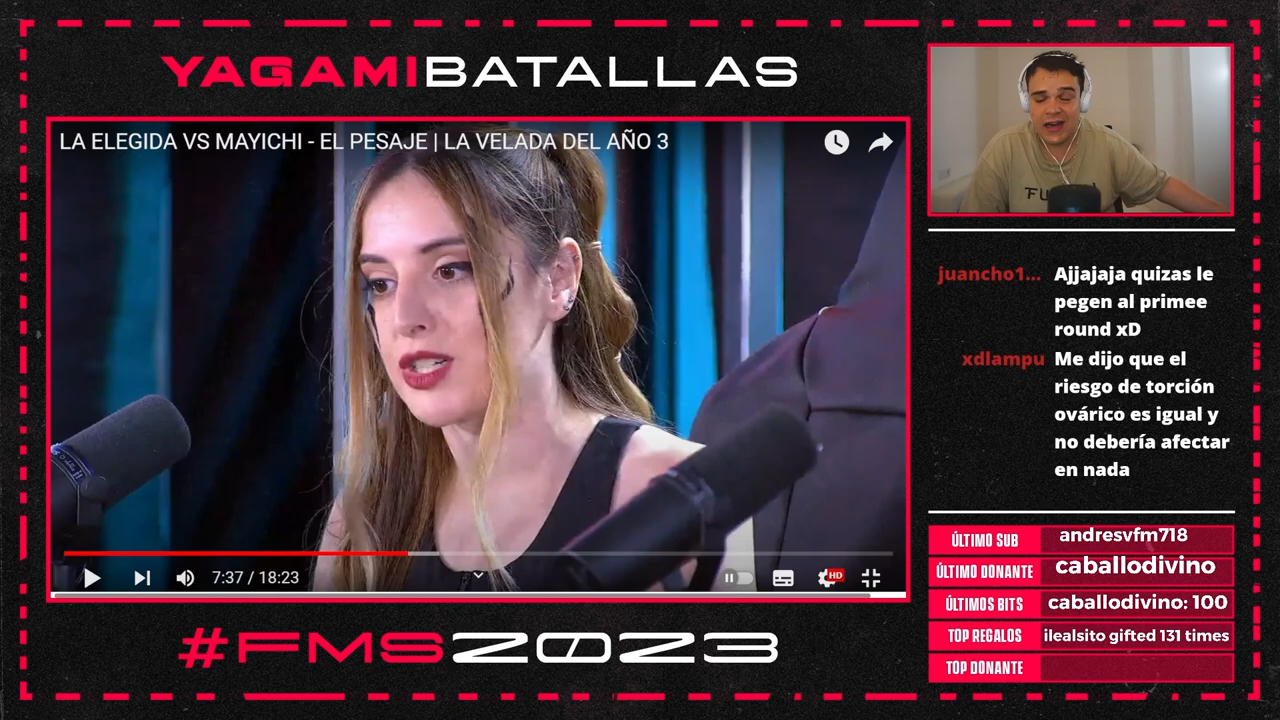 YAGAMIBATALLAS
LA ELEGIDA VS MAYICHI - EL PESAJE | LA VELADA DEL AÑO 3
7:37 / 18:23
HD
#FMS2023
juancho1...
Ajjajaja quizas le
pegen al primee
round xD
xdlampu
Me dijo que el
riesgo de torción
ovárico es igual y
no debería afectar
en nada
ÚLTIMO SUB andresvfm718
ÚLTIMO DONANTE caballodivino
ÚLTIMOS BITS caballodivino: 100
TOP REGALOS ilealsito gifted 131 times
TOP DONANTE